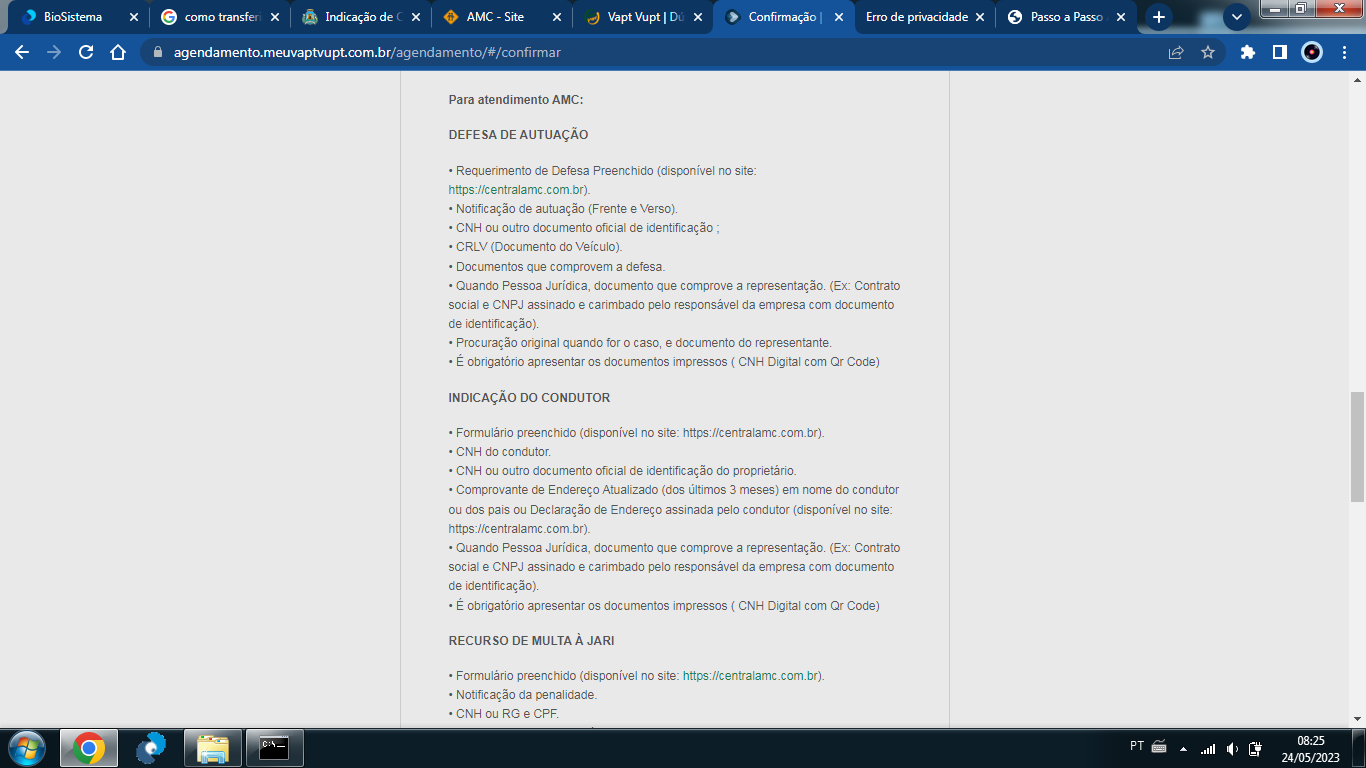 BioSistema
como transferi
Indicação de C
AMC - Site
Vapt Vupt | Dú
Confirmação |
Erro de privacidade
Passo a Passo
agendamento.meuvaptvupt.com.br/agendamento/#/confirmar
Para atendimento AMC:
DEFESA DE AUTUAÇÃO
• Requerimento de Defesa Preenchido (disponível no site:
https://centralamc.com.br).
• Notificação de autuação (Frente e Verso).
• CNH ou outro documento oficial de identificação ;
• CRLV (Documento do Veículo).
• Documentos que comprovem a defesa.
• Quando Pessoa Jurídica, documento que comprove a representação. (Ex: Contrato
social e CNPJ assinado e carimbado pelo responsável da empresa com documento
de identificação).
• Procuração original quando for o caso, e documento do representante.
• É obrigatório apresentar os documentos impressos ( CNH Digital com Qr Code)
INDICAÇÃO DO CONDUTOR
• Formulário preenchido (disponível no site: https://centralamc.com.br).
• CNH do condutor.
• CNH ou outro documento oficial de identificação do proprietário.
• Comprovante de Endereço Atualizado (dos últimos 3 meses) em nome do condutor
ou dos pais ou Declaração de Endereço assinada pelo condutor (disponível no site:
https://centralamc.com.br).
• Quando Pessoa Jurídica, documento que comprove a representação. (Ex: Contrato
social e CNPJ assinado e carimbado pelo responsável da empresa com documento
de identificação).
• É obrigatório apresentar os documentos impressos ( CNH Digital com Qr Code)
RECURSO DE MULTA À JARI
• Formulário preenchido (disponível no site: https://centralamc.com.br).
• Notificação da penalidade.
• CNH ou RG e CPF.
PT
08:25
24/05/2023